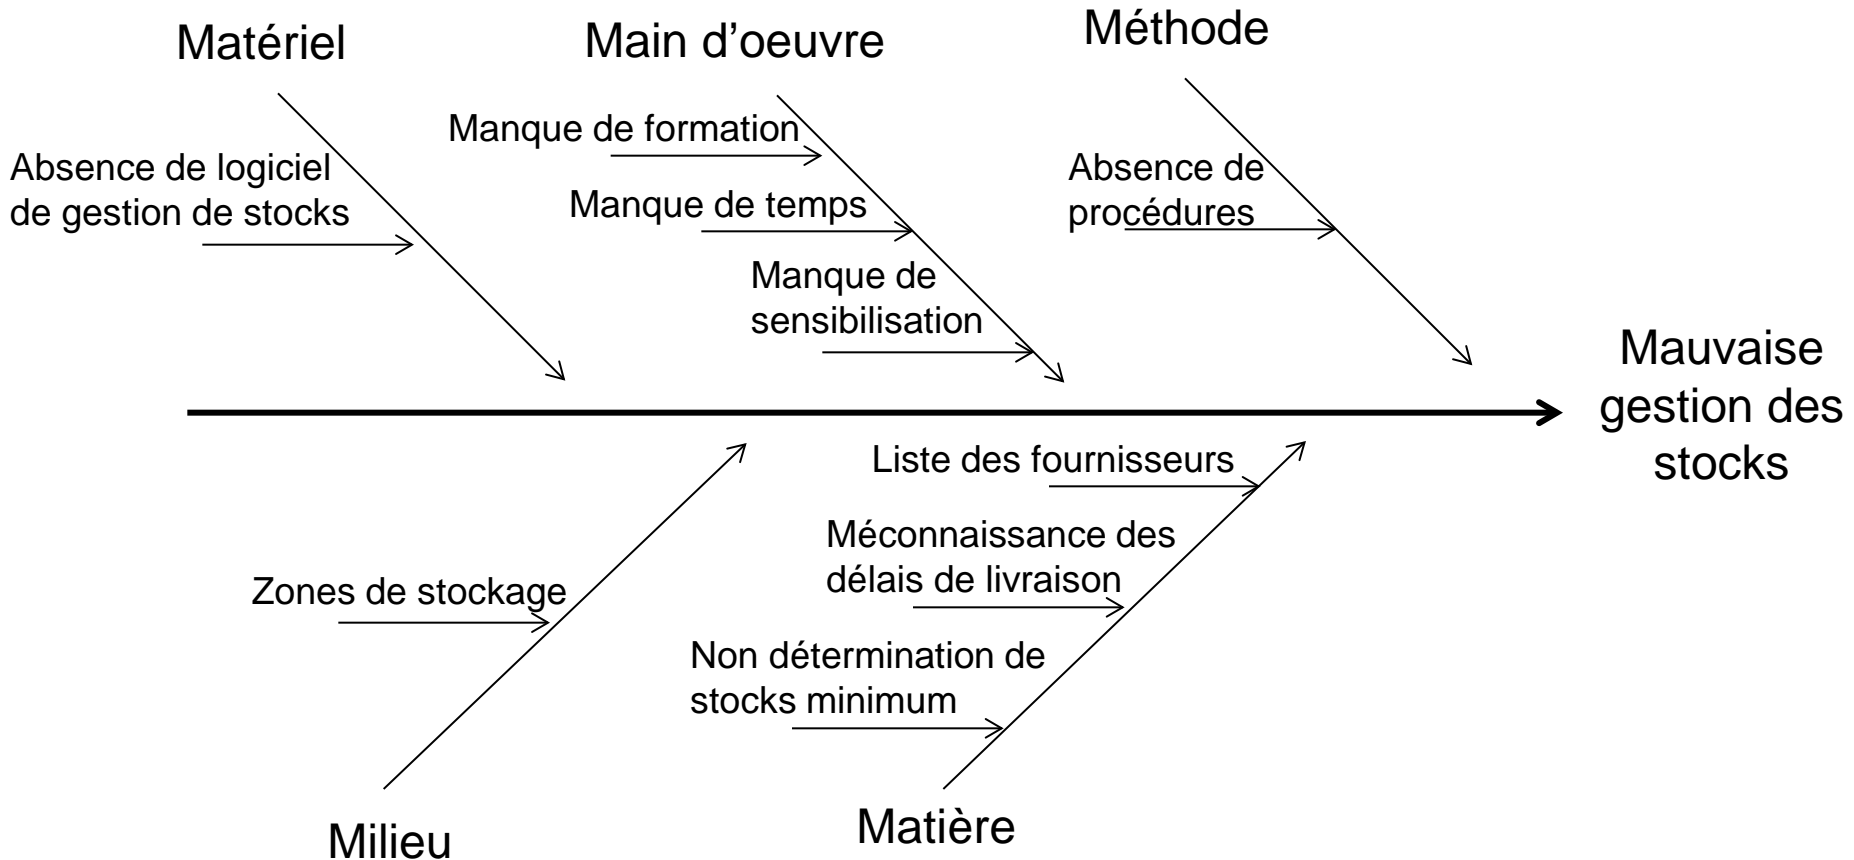 Matériel
Main d’oeuvre
Méthode
Manque de formation
Absence de logiciel
de gestion de stocks
Manque de temps
Absence de
procédures
Manque de
sensibilisation
Mauvaise
gestion des
stocks
Liste des fournisseurs
Méconnaissance des
délais de livraison
Zones de stockage
Non détermination de
stocks minimum
Milieu
Matière